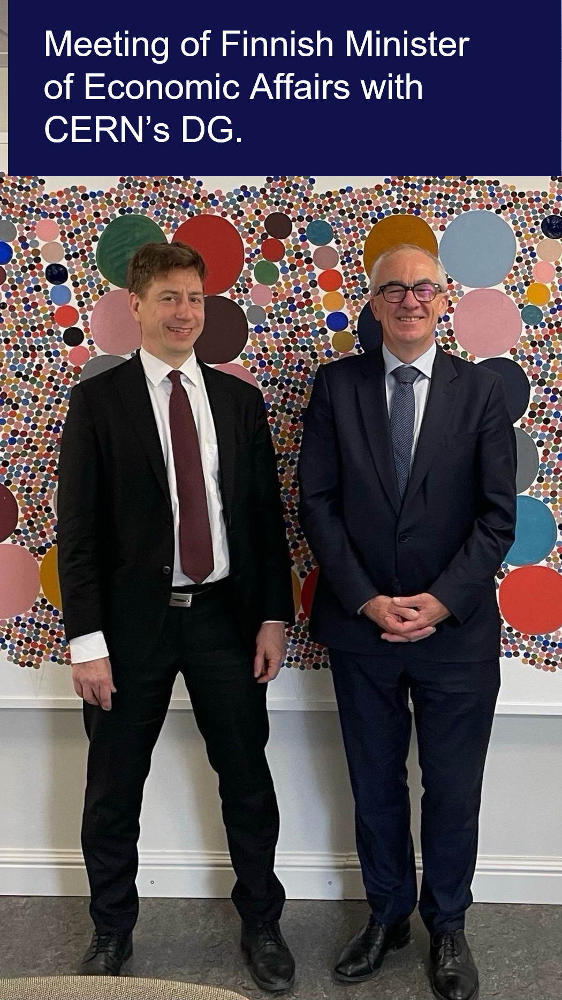 Meeting of Finnish Minister
of Economic Affairs with
CERN’s DG.